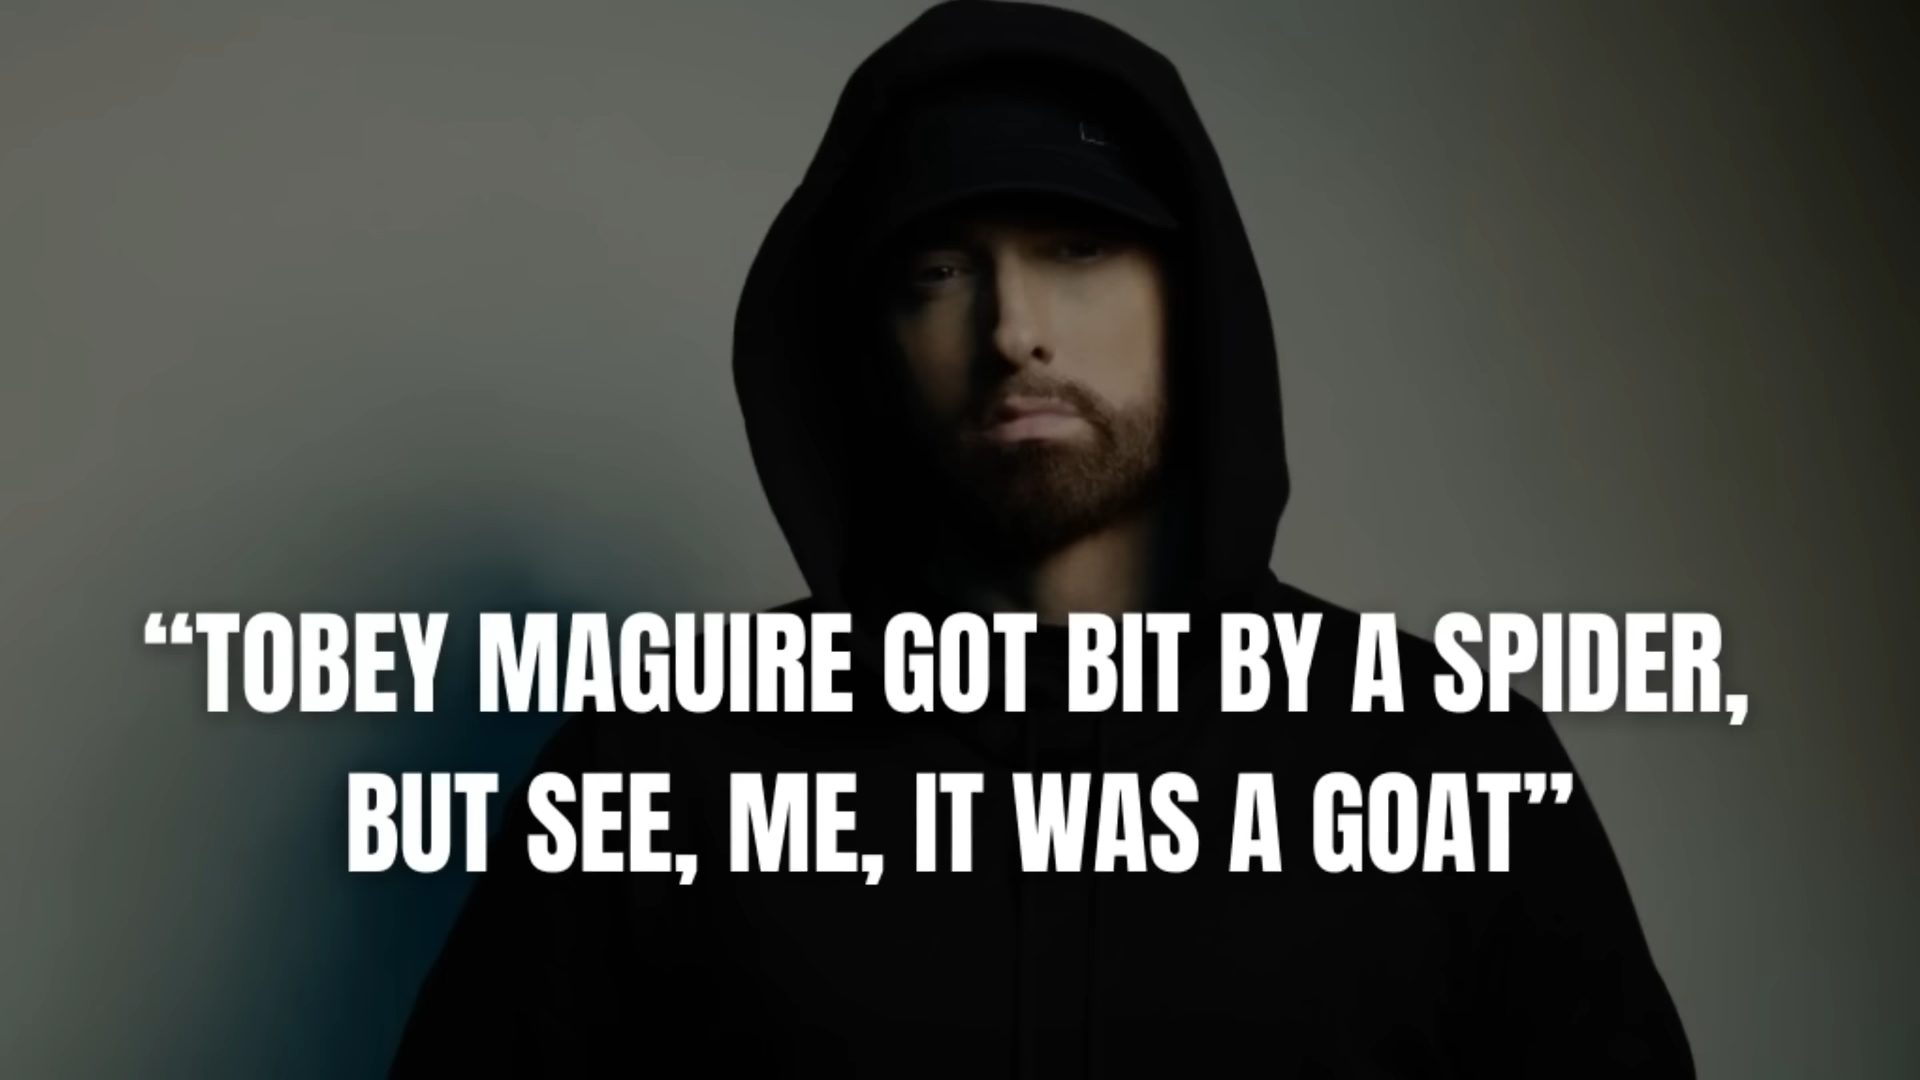 “TOBEY MAGUIRE GOT BIT BY A SPIDER,
BUT SEE, ME, IT WAS A GOAT”